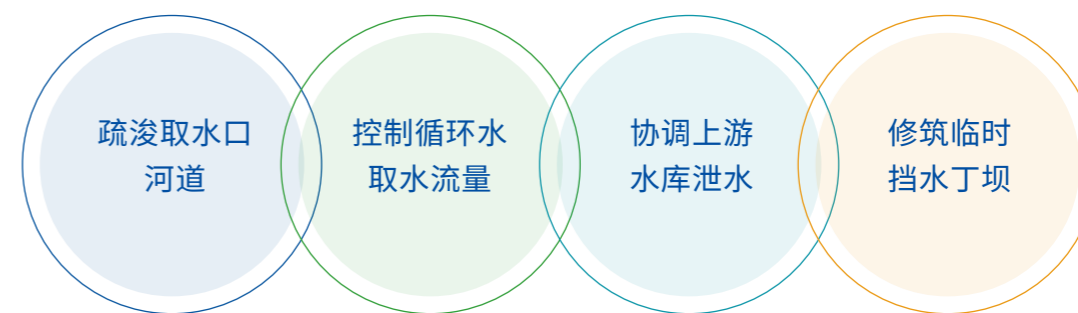 疏浚取水口
河道
控制循环水
取水流量
协调上游
水库泄水
修筑临时
挡水丁坝